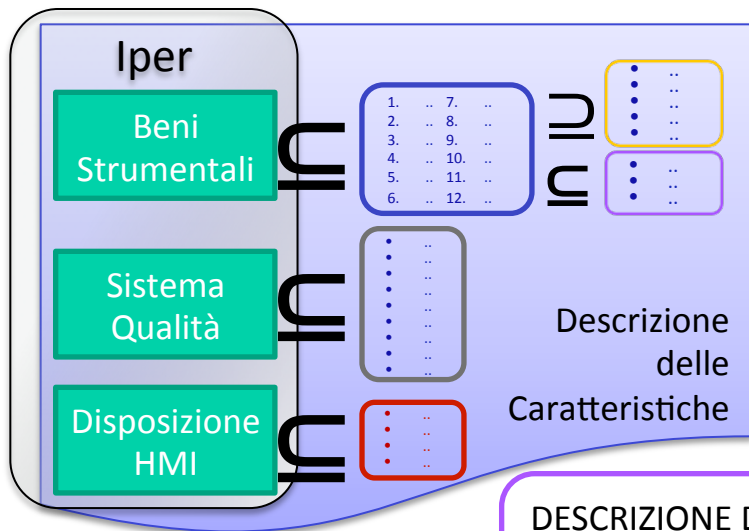 Iper
Beni
Strumentali
⊆
1. .. 7. ..
2. .. 8. ..
3. .. 9. ..
4. .. 10. ..
5. .. 11. ..
6. .. 12. ..
⊇
• ..
• ..
• ..
• ..
• ..
⊆
• ..
• ..
• ..
Sistema
Qualità
⊆
• ..
• ..
• ..
• ..
• ..
• ..
• ..
• ..
• ..
Descrizione
delle
Caratteristiche
Disposizione
HMI
⊆
• ..
• ..
• ..
• ..
DESCRIZIONE